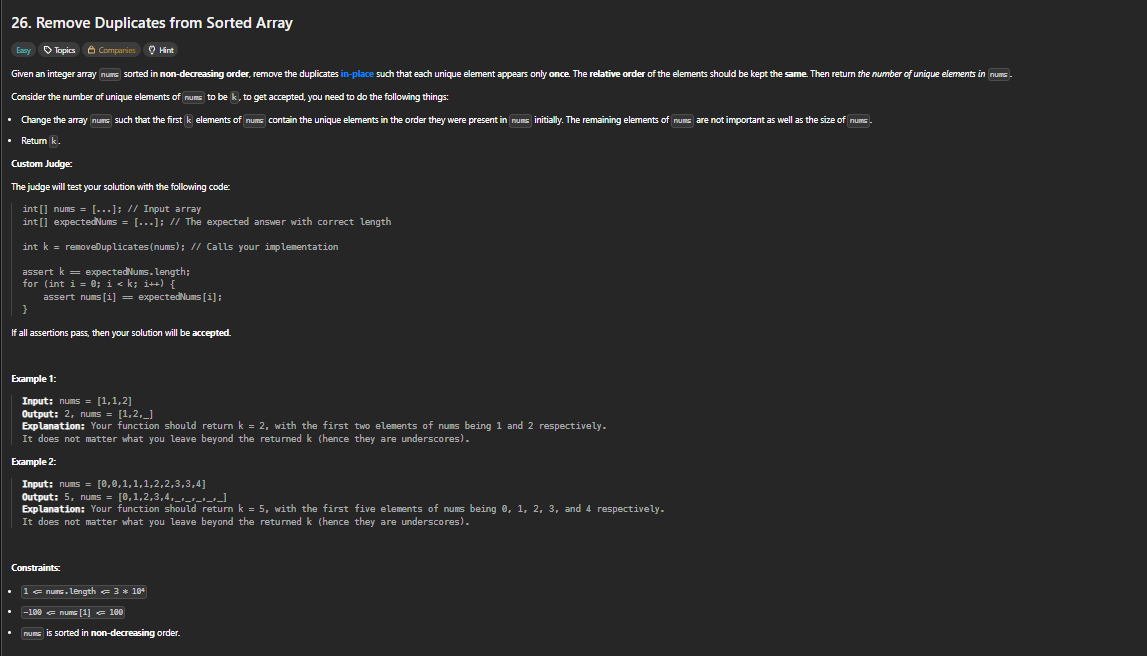 26. Remove Duplicates from Sorted Array
Easy Topics Companies Hint
Given an integer array nums sorted in non-decreasing order, remove the duplicates in-place such that each unique element appears only once. The relative order of the elements should be kept the same. Then return the number of unique elements in nums.
Consider the number of unique elements of nums to be k, to get accepted, you need to do the following things:
• Change the array nums such that the first k elements of nums contain the unique elements in the order they were present in nums initially. The remaining elements of nums are not important as well as the size of nums.
• Return k.
Custom Judge:
The judge will test your solution with the following code:
int[] nums = [...]; // Input array
int[] expectedNums = [...]; // The expected answer with correct length
int k = removeDuplicates(nums); // Calls your implementation
assert k == expectedNums.length;
for (int i = 0; i < k; i++) {
    assert nums[i] == expectedNums[i];
}
If all assertions pass, then your solution will be accepted.
Example 1:
Input: nums = [1,1,2]
Output: 2, nums = [1,2,_]
Explanation: Your function should return k = 2, with the first two elements of nums being 1 and 2 respectively.
It does not matter what you leave beyond the returned k (hence they are underscores).
Example 2:
Input: nums = [0,0,1,1,1,2,2,3,3,4]
Output: 5, nums = [0,1,2,3,4,_,_,_,_,_]
Explanation: Your function should return k = 5, with the first five elements of nums being 0, 1, 2, 3, and 4 respectively.
It does not matter what you leave beyond the returned k (hence they are underscores).
Constraints:
• 1 <= nums.length <= 3 * 10⁴
• -100 <= nums[i] <= 100
• nums is sorted in non-decreasing order.